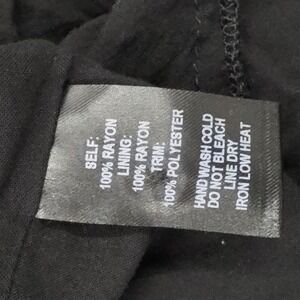 SELF:
100% RAYON
LINING:
100% RAYON
TRIM:
100% POLYESTER
HAND WASH COLD
DO NOT BLEACH
LINE DRY
IRON LOW HEAT